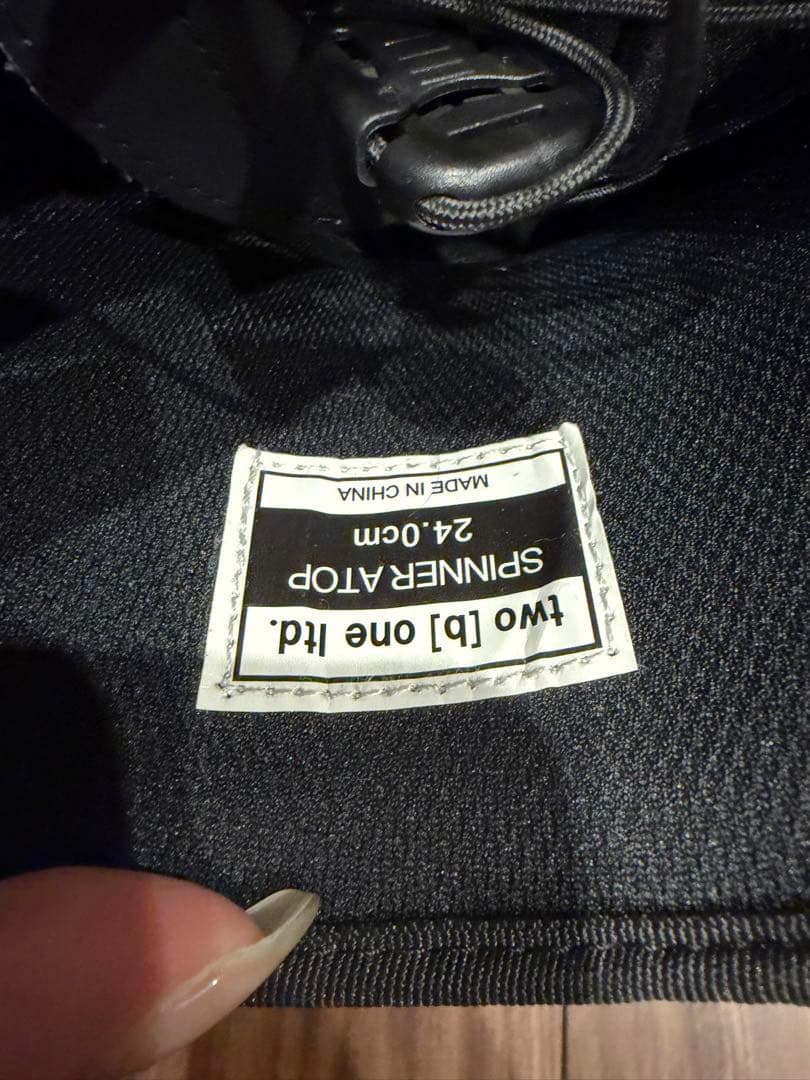 two [b] one ltd.
SPINNER ATOP
24.0cm
MADE IN CHINA